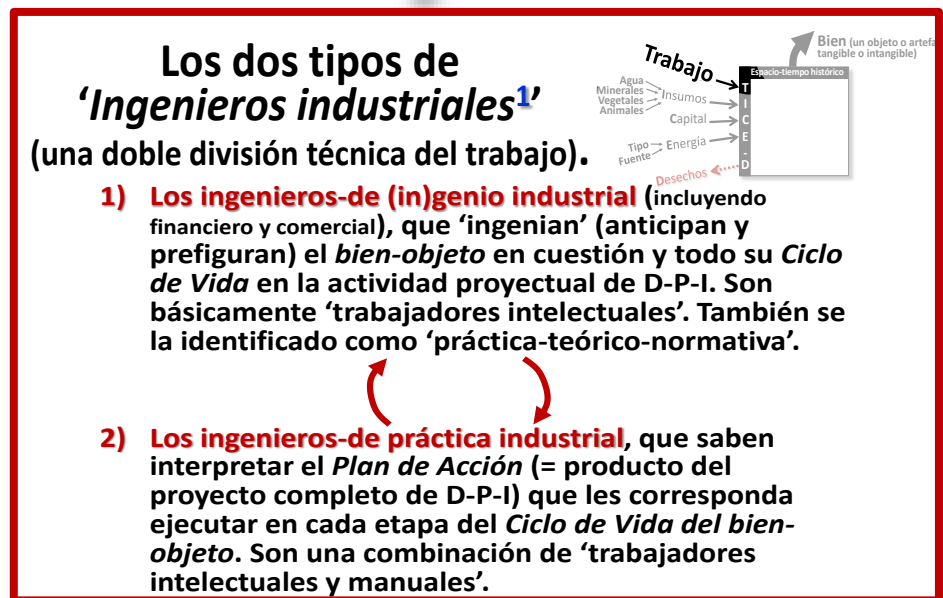 Los dos tipos de
‘Ingenieros industriales¹’
(una doble división técnica del trabajo).
Bien (un objeto o artefa
tangible o intangible)
Espacio-tiempo histórico
Trabajo
T
Agua
Minerales
Vegetales
Animales
Insumos
I
Capital
C
Tipo
Fuente
Energía
E
-
Desechos
D
1) Los ingenieros-de (in)genio industrial (incluyendo
financiero y comercial), que ‘ingenian’ (anticipan y
prefiguran) el bien-objeto en cuestión y todo su Ciclo
de Vida en la actividad proyectual de D-P-I. Son
básicamente ‘trabajadores intelectuales’. También se
la identificado como ‘práctica-teórico-normativa’.
2) Los ingenieros-de práctica industrial, que saben
interpretar el Plan de Acción (= producto del
proyecto completo de D-P-I) que les corresponda
ejecutar en cada etapa del Ciclo de Vida del bien-
objeto. Son una combinación de ‘trabajadores
intelectuales y manuales’.